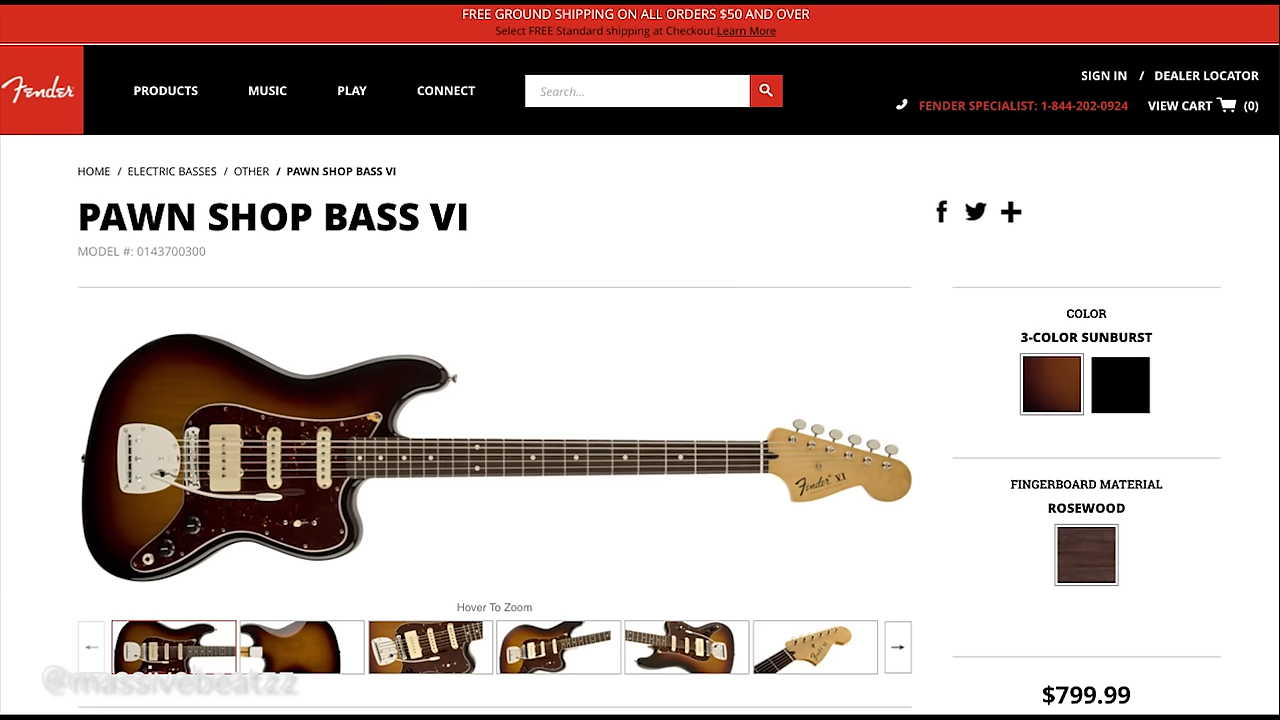 FREE GROUND SHIPPING ON ALL ORDERS $50 AND OVER
Select FREE Standard shipping at Checkout.Learn More
Fender
PRODUCTS MUSIC PLAY CONNECT
Search...
SIGN IN / DEALER LOCATOR
FENDER SPECIALIST: 1-844-202-0924 VIEW CART (0)
HOME / ELECTRIC BASSES / OTHER / PAWN SHOP BASS VI
PAWN SHOP BASS VI
MODEL #: 0143700300
COLOR
3-COLOR SUNBURST
Fender VI
FINGERBOARD MATERIAL
ROSEWOOD
Hover To Zoom
@massivebeatzz
$799.99